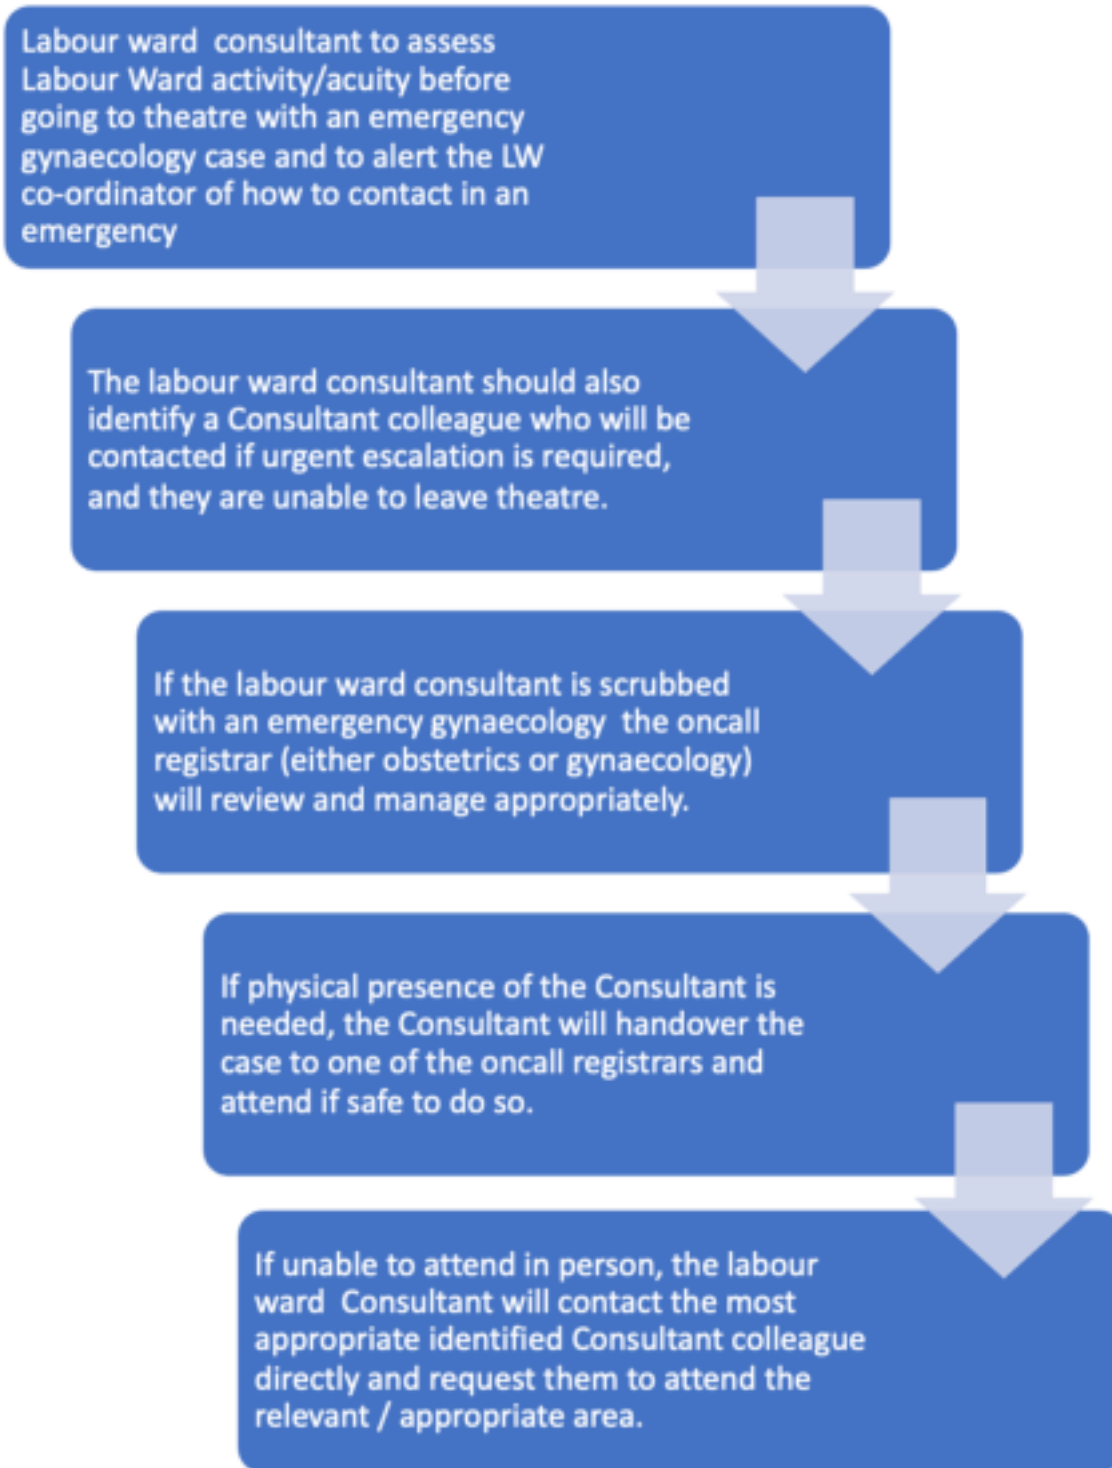 Labour ward  consultant to assess
Labour Ward activity/acuity before
going to theatre with an emergency
gynaecology case and to alert the LW
co-ordinator of how to contact in an
emergency
The labour ward consultant should also
identify a Consultant colleague who will be
contacted if urgent escalation is required,
and they are unable to leave theatre.
If the labour ward consultant is scrubbed
with an emergency gynaecology  the oncall
registrar (either obstetrics or gynaecology)
will review and manage appropriately.
If physical presence of the Consultant is
needed, the Consultant will handover the
case to one of the oncall registrars and
attend if safe to do so.
If unable to attend in person, the labour
ward  Consultant will contact the most
appropriate identified Consultant colleague
directly and request them to attend the
relevant / appropriate area.